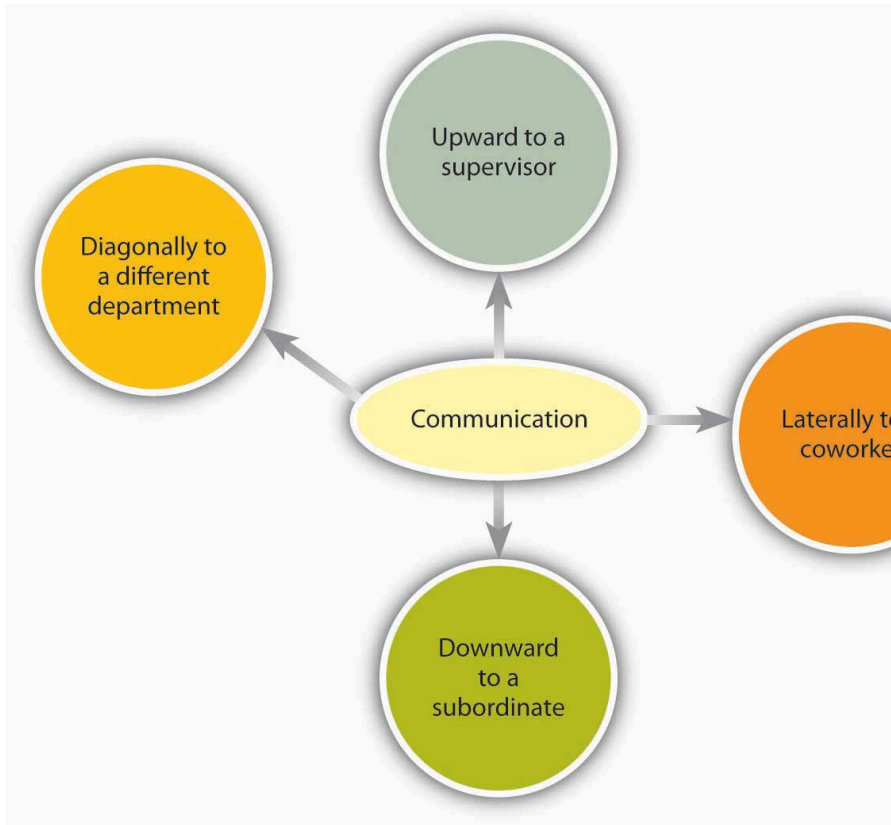 Upward to a
supervisor
Diagonally to
a different
department
Communication
Laterally
Downward
to a
subordinate